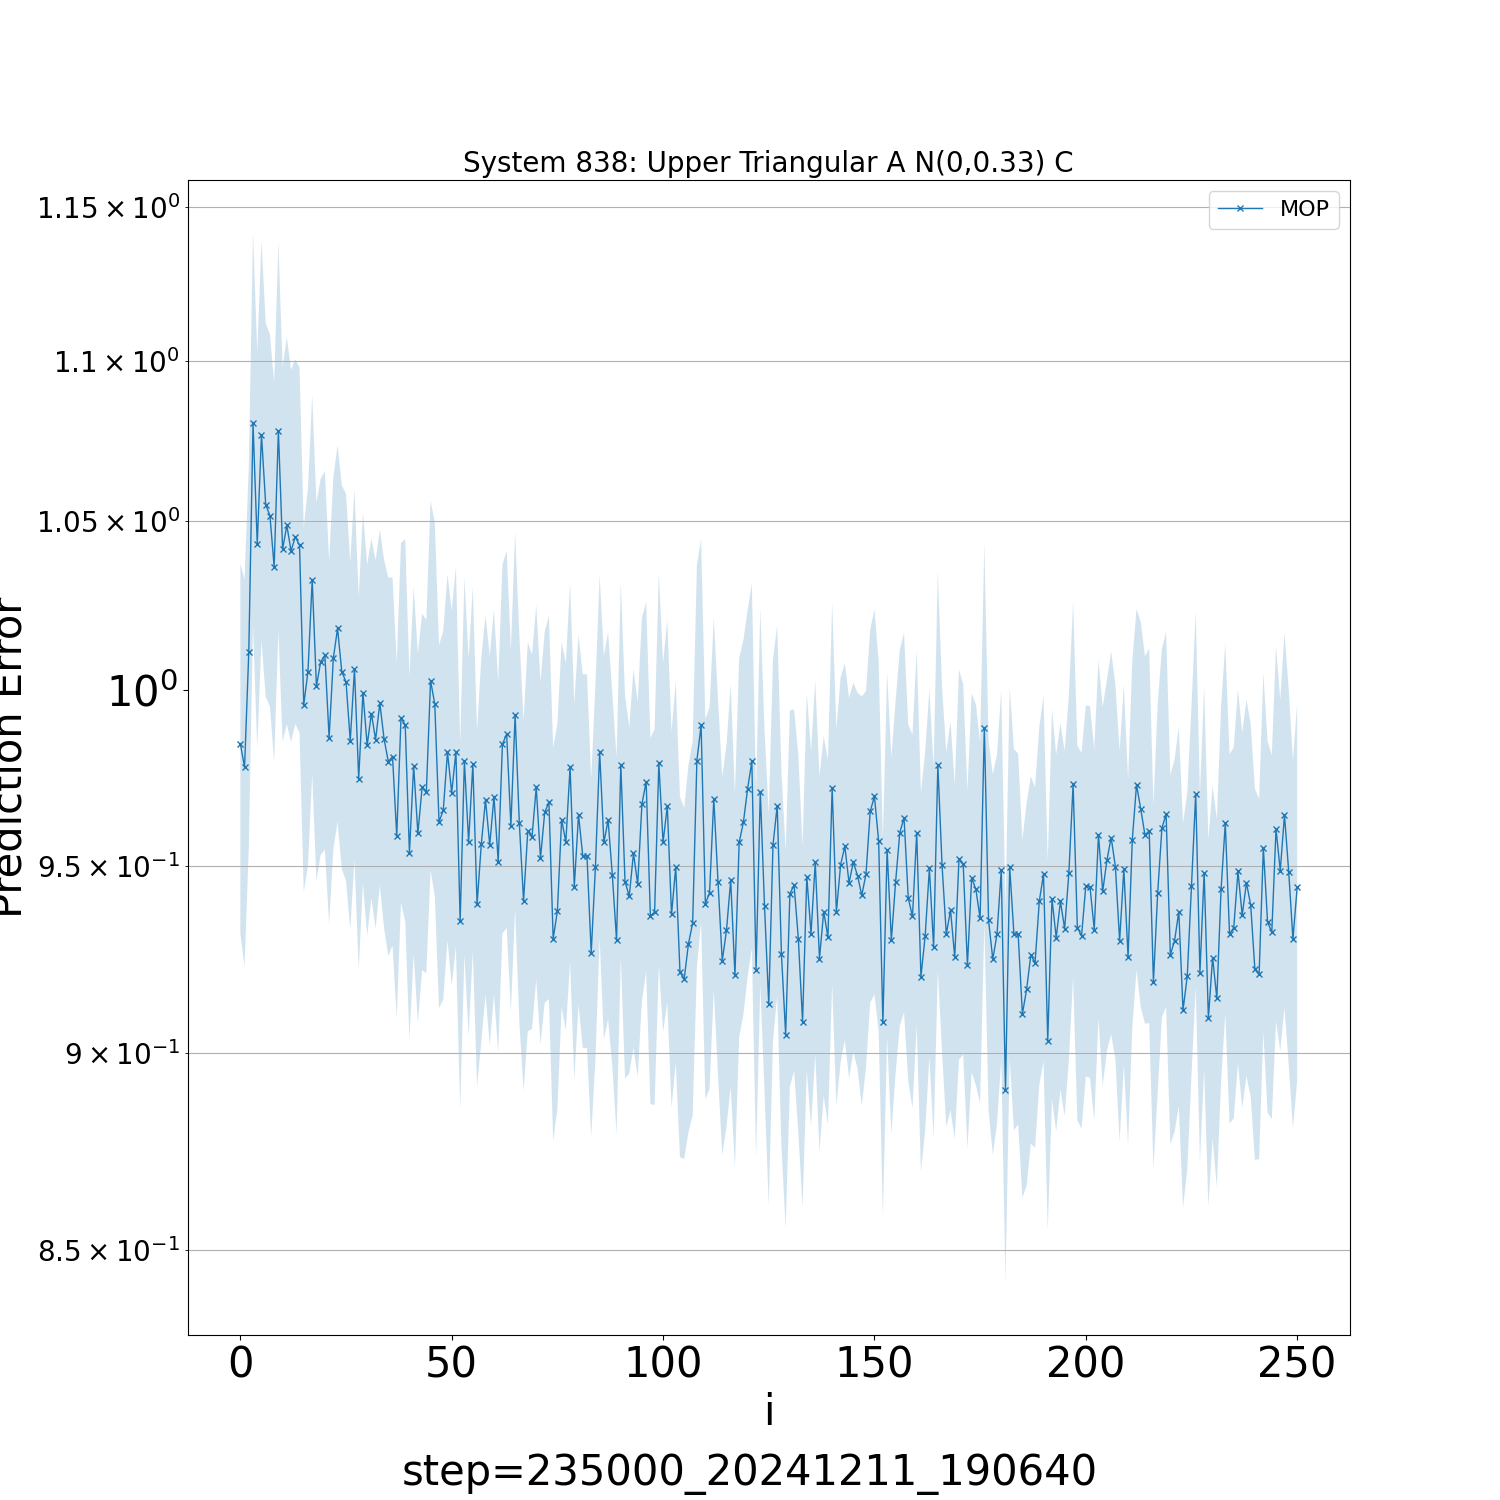 System 838: Upper Triangular A N(0,0.33) C
MOP
1.15 × 10⁰
1.1 × 10⁰
1.05 × 10⁰
10⁰
9.5 × 10⁻¹
9 × 10⁻¹
8.5 × 10⁻¹
Prediction Error
0 50 100 150 200 250
i
step=235000_20241211_190640